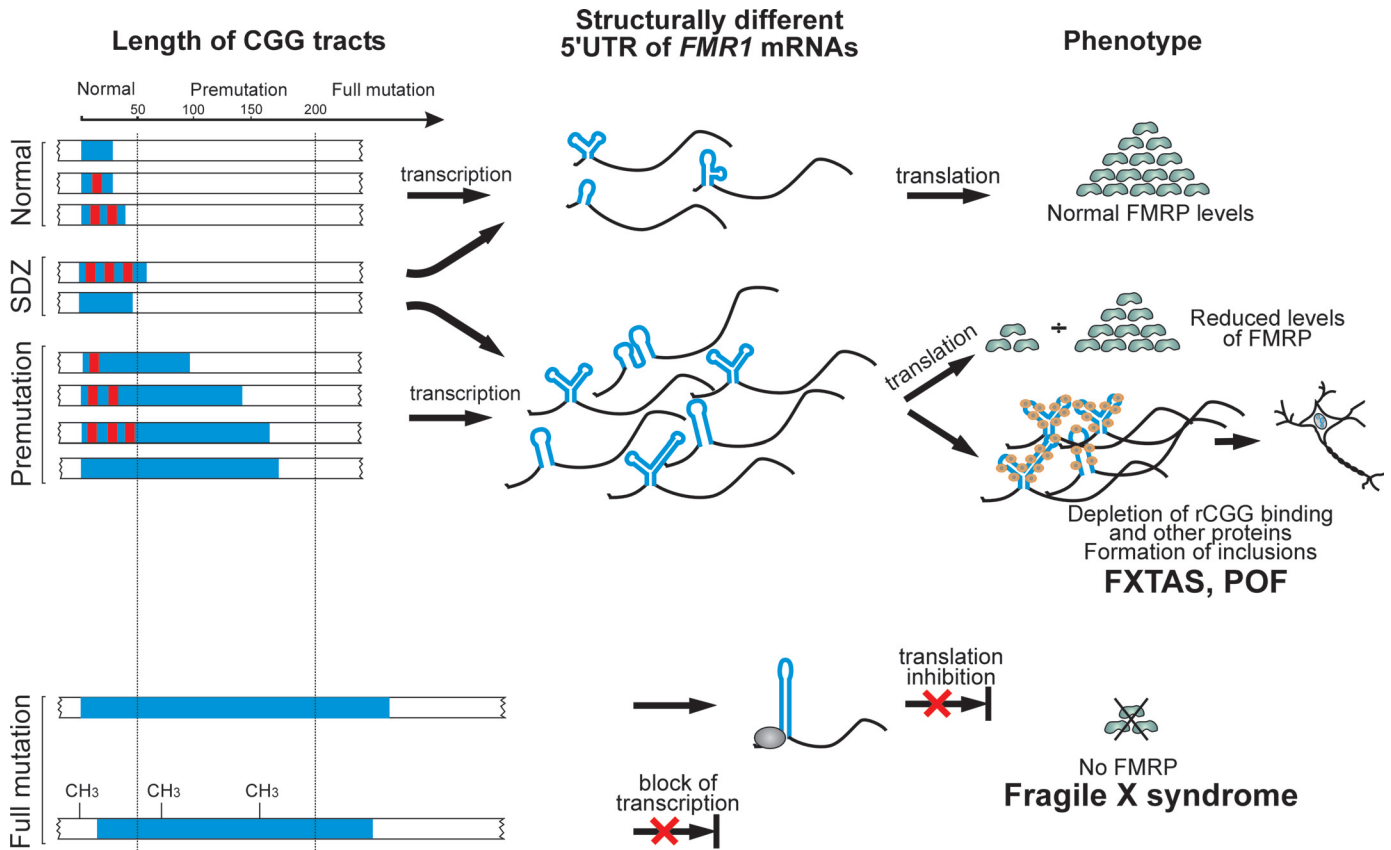 Length of CGG tracts
Structurally different
5'UTR of FMR1 mRNAs
Phenotype
Normal
Premutation
Full mutation
50
100
150
200
Normal
transcription
translation
Normal FMRP levels
SDZ
Premutation
transcription
translation
÷
Reduced levels
of FMRP
Depletion of rCGG binding
and other proteins
Formation of inclusions
FXTAS, POF
Full mutation
translation
inhibition
No FMRP
Fragile X syndrome
CH3
CH3
CH3
block of
transcription